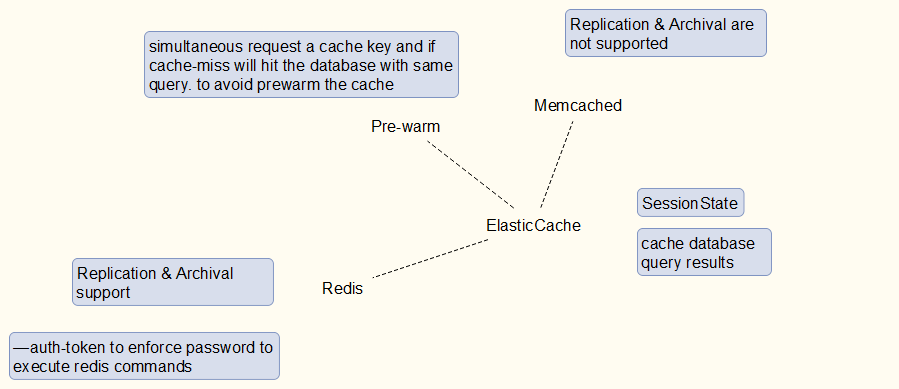 Replication & Archival are
not supported
simultaneous request a cache key and if
cache-miss will hit the database with same
query. to avoid prewarm the cache
Memcached
Pre-warm
SessionState
ElasticCache
cache database
query results
Replication & Archival
support
Redis
—auth-token to enforce password to
execute redis commands